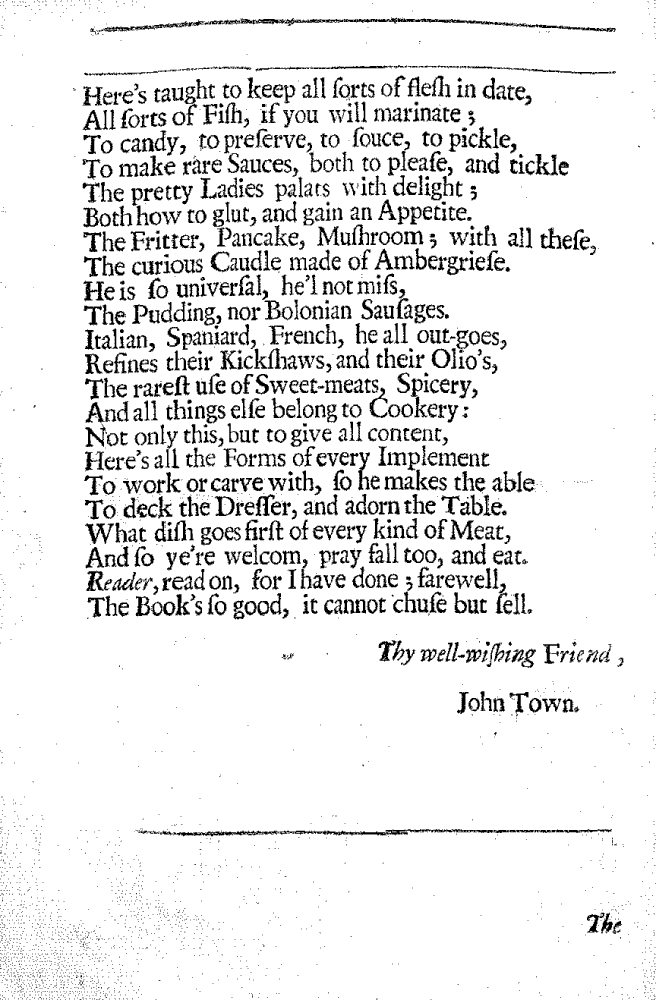 Here's taught to keep all ſorts of fleſh in date,
All ſorts of Fiſh, if you will marinate ;
To candy, to preſerve, to ſouce, to pickle,
To make rare Sauces, both to pleaſe, and tickle
The pretty Ladies palats with delight ;
Both how to glut, and gain an Appetite.
The Fritter, Pancake, Muſhroom ; with all theſe,
The curious Caudle made of Ambergrieſe.
He is ſo univerſal, he'l not miſs,
The Pudding, nor Bolonian Sauſages.
Italian, Spaniard, French, he all out-goes,
Refines their Kickſhaws, and their Olio's,
The rareſt uſe of Sweet-meats, Spicery,
And all things elſe belong to Cookery :
Not only this, but to give all content,
Here's all the Forms of every Implement
To work or carve with, ſo he makes the able
To deck the Dreſſer, and adorn the Table.
What diſh goes firſt of every kind of Meat,
And ſo ye're welcom, pray fall too, and eat.
Reader, read on, for I have done ; farewell,
The Book's ſo good, it cannot chuſe but ſell.
Thy well-wiſhing Friend ,
John Town.
The